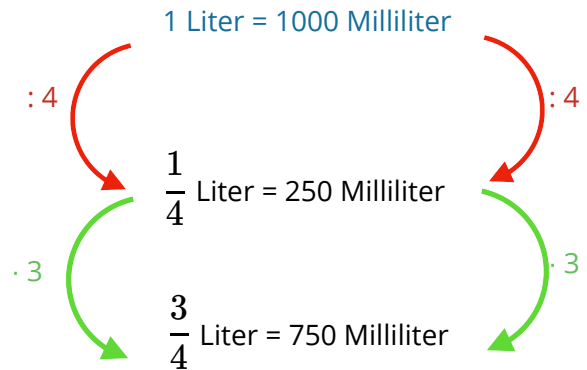 1 Liter = 1000 Milliliter
: 4 : 4
1/4 Liter = 250 Milliliter
· 3 · 3
3/4 Liter = 750 Milliliter